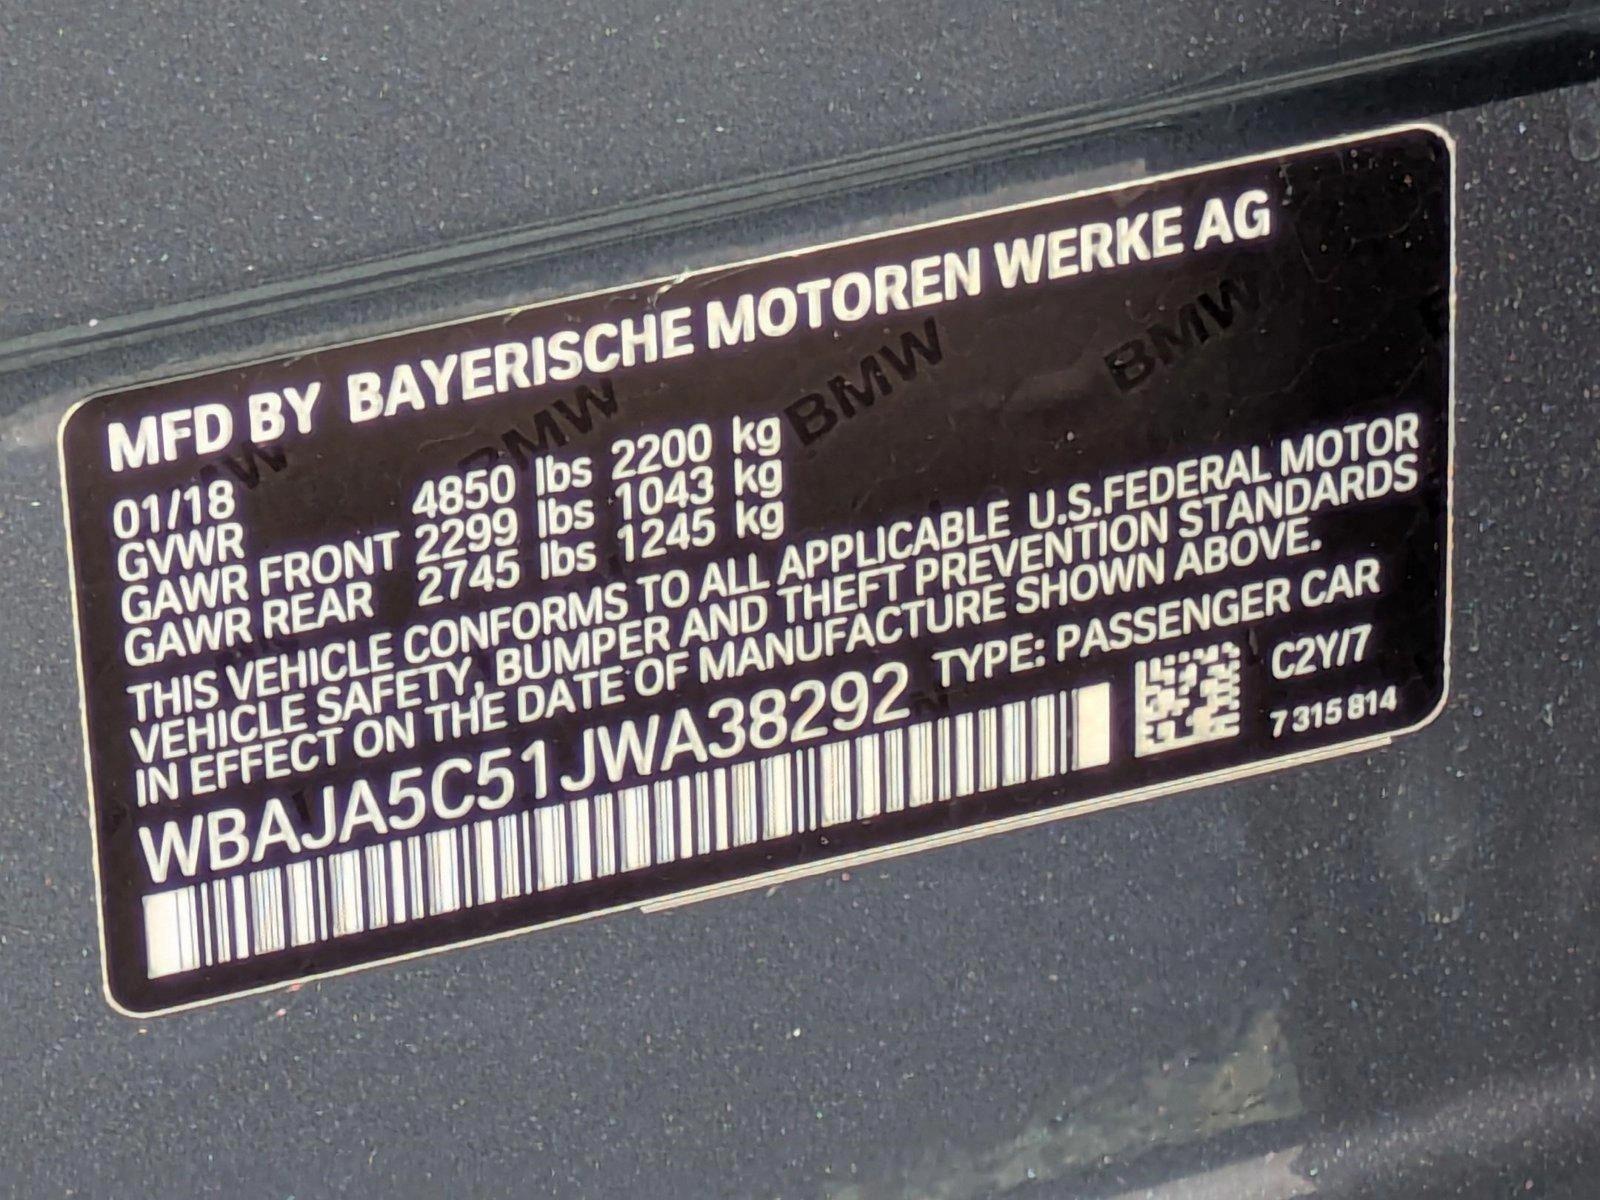 MFD BY BAYERISCHE MOTOREN WERKE AG
01/18
GVWR 4850 lbs 2200 kg
GAWR FRONT 2299 lbs 1043 kg
GAWR REAR 2745 lbs 1245 kg
THIS VEHICLE CONFORMS TO ALL APPLICABLE U.S.FEDERAL MOTOR
VEHICLE SAFETY, BUMPER AND THEFT PREVENTION STANDARDS
IN EFFECT ON THE DATE OF MANUFACTURE SHOWN ABOVE.
WBAJA5C51JWA38292 TYPE: PASSENGER CAR
C2Y/7
7 315 814
BMW BMW BMW